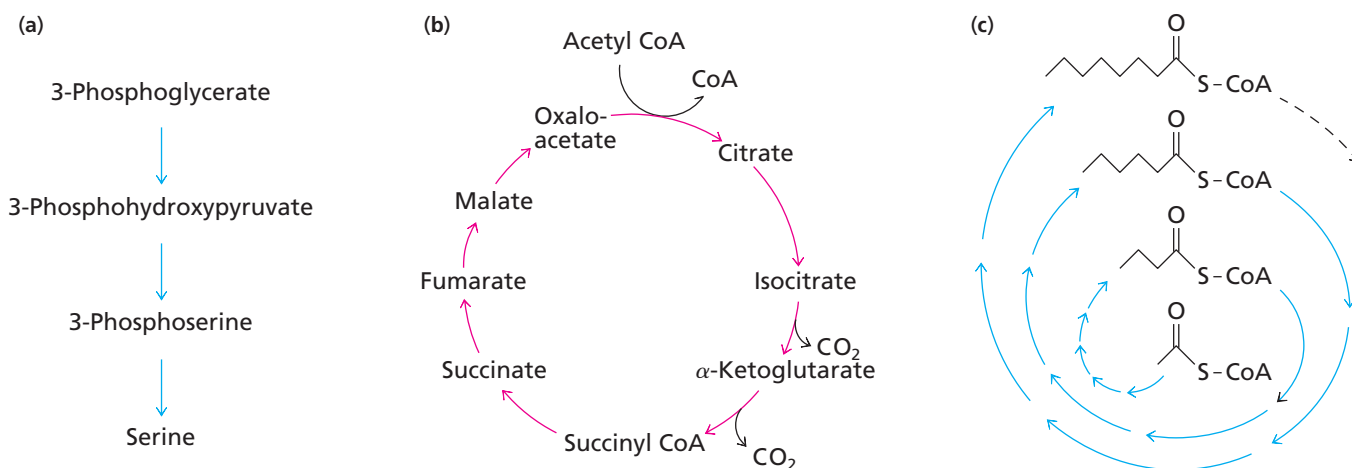 (a)
3-Phosphoglycerate
3-Phosphohydroxypyruvate
3-Phosphoserine
Serine
(b)
Acetyl CoA
CoA
Oxalo-
acetate
Citrate
Malate
Isocitrate
Fumarate
CO2
α-Ketoglutarate
Succinate
Succinyl CoA
CO2
(c)
O
S-CoA
O
S-CoA
O
S-CoA
O
S-CoA